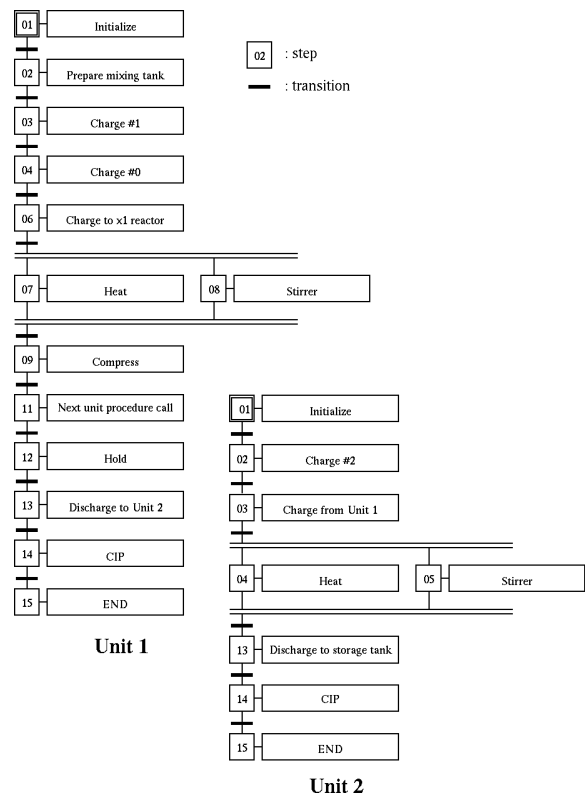 01 Initialize
02 Prepare mixing tank
03 Charge #1
04 Charge #0
06 Charge to x1 reactor
07 Heat 08 Stirrer
09 Compress
11 Next unit procedure call
12 Hold
13 Discharge to Unit 2
14 CIP
15 END
Unit 1
02 : step
: transition
01 Initialize
02 Charge #2
03 Charge from Unit 1
04 Heat 05 Stirrer
13 Discharge to storage tank
14 CIP
15 END
Unit 2